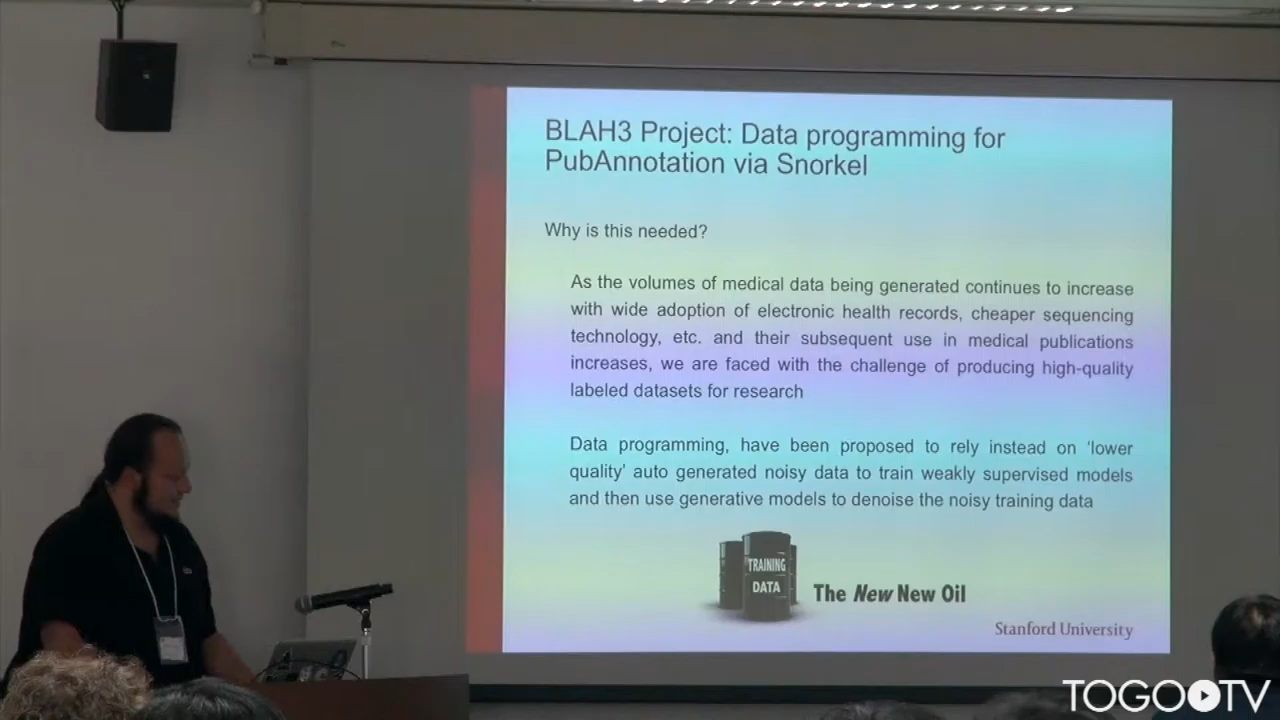 BLAH3 Project: Data programming for
PubAnnotation via Snorkel
Why is this needed?
As the volumes of medical data being generated continues to increase
with wide adoption of electronic health records, cheaper sequencing
technology, etc. and their subsequent use in medical publications
increases, we are faced with the challenge of producing high-quality
labeled datasets for research
Data programming, have been proposed to rely instead on ‘lower
quality’ auto generated noisy data to train weakly supervised models
and then use generative models to denoise the noisy training data
TRAINING
DATA
The New New Oil
Stanford University
TOGO TV